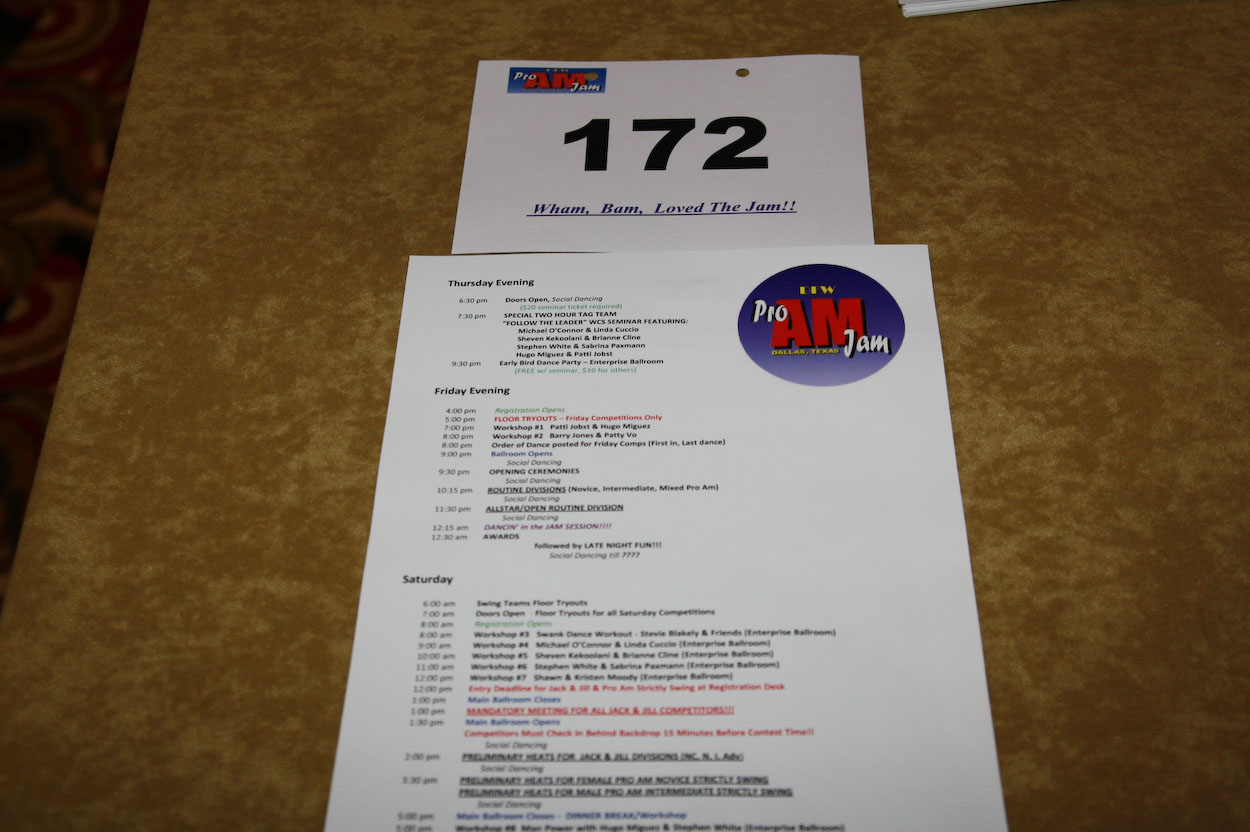 DFW
Pro AM Jam
172
Wham, Bam, Loved The Jam!!
DFW
Pro AM Jam
DALLAS, TEXAS
Thursday Evening
6:30 pm Doors Open, Social Dancing
($20 seminar ticket required)
7:30 pm SPECIAL TWO HOUR TAG TEAM
"FOLLOW THE LEADER" WCS SEMINAR FEATURING:
Michael O'Connor & Linda Cuccio
Sheven Kekoolani & Brianne Cline
Stephen White & Sabrina Paxmann
Hugo Miguez & Patti Jobst
9:30 pm Early Bird Dance Party – Enterprise Ballroom
(FREE w/ seminar, $10 for others)
Friday Evening
4:00 pm Registration Opens
5:00 pm FLOOR TRYOUTS – Friday Competitions Only
7:00 pm Workshop #1 Patti Jobst & Hugo Miguez
8:00 pm Workshop #2 Barry Jones & Patty Vo
8:00 pm Order of Dance posted for Friday Comps (First in, Last dance)
9:00 pm Ballroom Opens
Social Dancing
9:30 pm OPENING CEREMONIES
Social Dancing
10:15 pm ROUTINE DIVISIONS (Novice, Intermediate, Mixed Pro Am)
Social Dancing
11:30 pm ALLSTAR/OPEN ROUTINE DIVISION
Social Dancing
12:15 am DANCIN' in the JAM SESSION!!!!
12:30 am AWARDS
followed by LATE NIGHT FUN!!!
Social Dancing till ????
Saturday
6:00 am Swing Teams Floor Tryouts
7:00 am Doors Open - Floor Tryouts for all Saturday Competitions
8:00 am Registration Opens
8:00 am Workshop #3 Swank Dance Workout - Stevie Blakely & Friends (Enterprise Ballroom)
9:00 am Workshop #4 Michael O'Connor & Linda Cuccio (Enterprise Ballroom)
10:00 am Workshop #5 Sheven Kekoolani & Brianne Cline (Enterprise Ballroom)
11:00 am Workshop #6 Stephen White & Sabrina Paxmann (Enterprise Ballroom)
12:00 pm Workshop #7 Shawn & Kristen Moody (Enterprise Ballroom)
12:00 pm Entry Deadline for Jack & Jill & Pro Am Strictly Swing at Registration Desk
1:00 pm Main Ballroom Closes
1:00 pm MANDATORY MEETING FOR ALL JACK & JILL COMPETITORS!!!
1:30 pm Main Ballroom Opens
Competitors Must Check In Behind Backdrop 15 Minutes Before Contest Time!!
Social Dancing
2:00 pm PRELIMINARY HEATS FOR JACK & JILL DIVISIONS (NC, N, I, Adv)
Social Dancing
3:30 pm PRELIMINARY HEATS FOR FEMALE PRO AM NOVICE STRICTLY SWING
PRELIMINARY HEATS FOR MALE PRO AM INTERMEDIATE STRICTLY SWING
Social Dancing
5:00 pm Main Ballroom Closes - DINNER BREAK/Workshop
5:00 pm Workshop #8 Man Power with Hugo Miguez & Stephen White (Enterprise Ballroom)